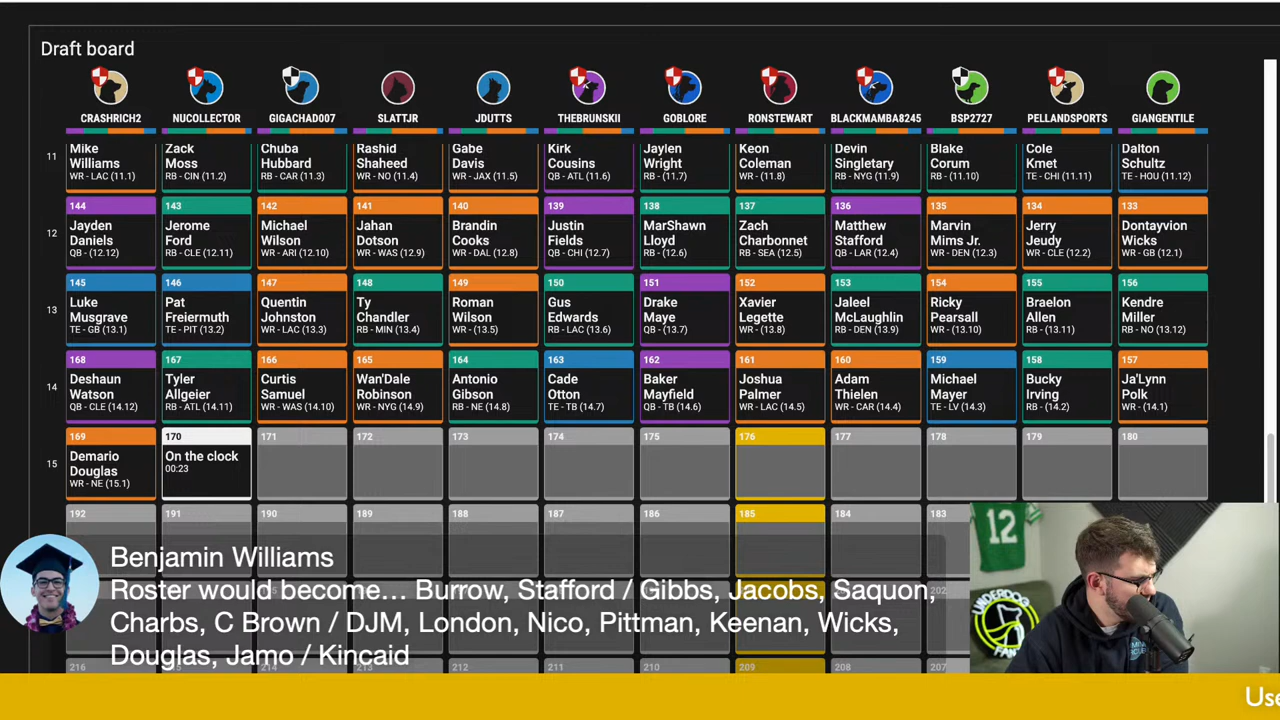 Draft board
CRASHRICH2 NUCOLLECTOR GIGACHAD007 SLATTJR JDUTTS THEBRUNSKII GOBLORE RONSTEWART BLACKMAMBA8245 BSP2727 PELLANDSPORTS GIANGENTILE
11
Mike Williams WR - LAC (11.1)
Zack Moss RB - CIN (11.2)
Chuba Hubbard RB - CAR (11.3)
Rashid Shaheed WR - NO (11.4)
Gabe Davis WR - JAX (11.5)
Kirk Cousins QB - ATL (11.6)
Jaylen Wright RB - (11.7)
Keon Coleman WR - (11.8)
Devin Singletary RB - NYG (11.9)
Blake Corum RB - (11.10)
Cole Kmet TE - CHI (11.11)
Dalton Schultz TE - HOU (11.12)
12
144 Jayden Daniels QB - (12.12)
143 Jerome Ford RB - CLE (12.11)
142 Michael Wilson WR - ARI (12.10)
141 Jahan Dotson WR - WAS (12.9)
140 Brandin Cooks WR - DAL (12.8)
139 Justin Fields QB - CHI (12.7)
138 MarShawn Lloyd RB - (12.6)
137 Zach Charbonnet RB - SEA (12.5)
136 Matthew Stafford QB - LAR (12.4)
135 Marvin Mims Jr. WR - DEN (12.3)
134 Jerry Jeudy WR - CLE (12.2)
133 Dontayvion Wicks WR - GB (12.1)
13
145 Luke Musgrave TE - GB (13.1)
146 Pat Freiermuth TE - PIT (13.2)
147 Quentin Johnston WR - LAC (13.3)
148 Ty Chandler RB - MIN (13.4)
149 Roman Wilson WR - (13.5)
150 Gus Edwards RB - LAC (13.6)
151 Drake Maye QB - (13.7)
152 Xavier Legette WR - (13.8)
153 Jaleel McLaughlin RB - DEN (13.9)
154 Ricky Pearsall WR - (13.10)
155 Braelon Allen RB - (13.11)
156 Kendre Miller RB - NO (13.12)
14
168 Deshaun Watson QB - CLE (14.12)
167 Tyler Allgeier RB - ATL (14.11)
166 Curtis Samuel WR - WAS (14.10)
165 Wan'Dale Robinson WR - NYG (14.9)
164 Antonio Gibson RB - NE (14.8)
163 Cade Otton TE - TB (14.7)
162 Baker Mayfield QB - TB (14.6)
161 Joshua Palmer WR - LAC (14.5)
160 Adam Thielen WR - CAR (14.4)
159 Michael Mayer TE - LV (14.3)
158 Bucky Irving RB - (14.2)
157 Ja'Lynn Polk WR - (14.1)
15
169 Demario Douglas WR - NE (15.1)
170 On the clock 00:23
171 172 173 174 175 176 177 178 179 180
192 191 190 189 188 187 186 185 184 183
Benjamin Williams
Roster would become... Burrow, Stafford / Gibbs, Jacobs, Saquon,
Charbs, C Brown / DJM, London, Nico, Pittman, Keenan, Wicks,
Douglas, Jamo / Kincaid
202
216 215 212 211 210 209 208 207
12
UNDERDOG
FAN
Use